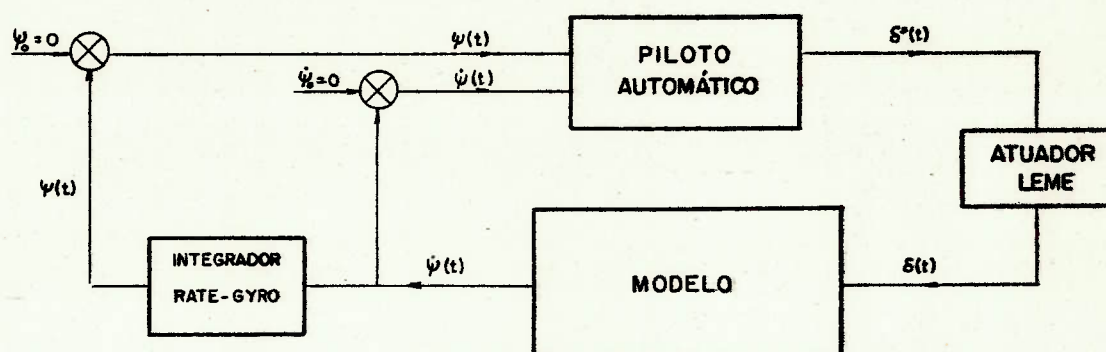 ψ₀=0
ψ(t)
PILOTO
AUTOMÁTICO
δ*(t)
ψ̇₀=0
ψ̇(t)
ATUADOR
LEME
ψ(t)
INTEGRADOR
RATE-GYRO
ψ̇(t)
MODELO
δ(t)